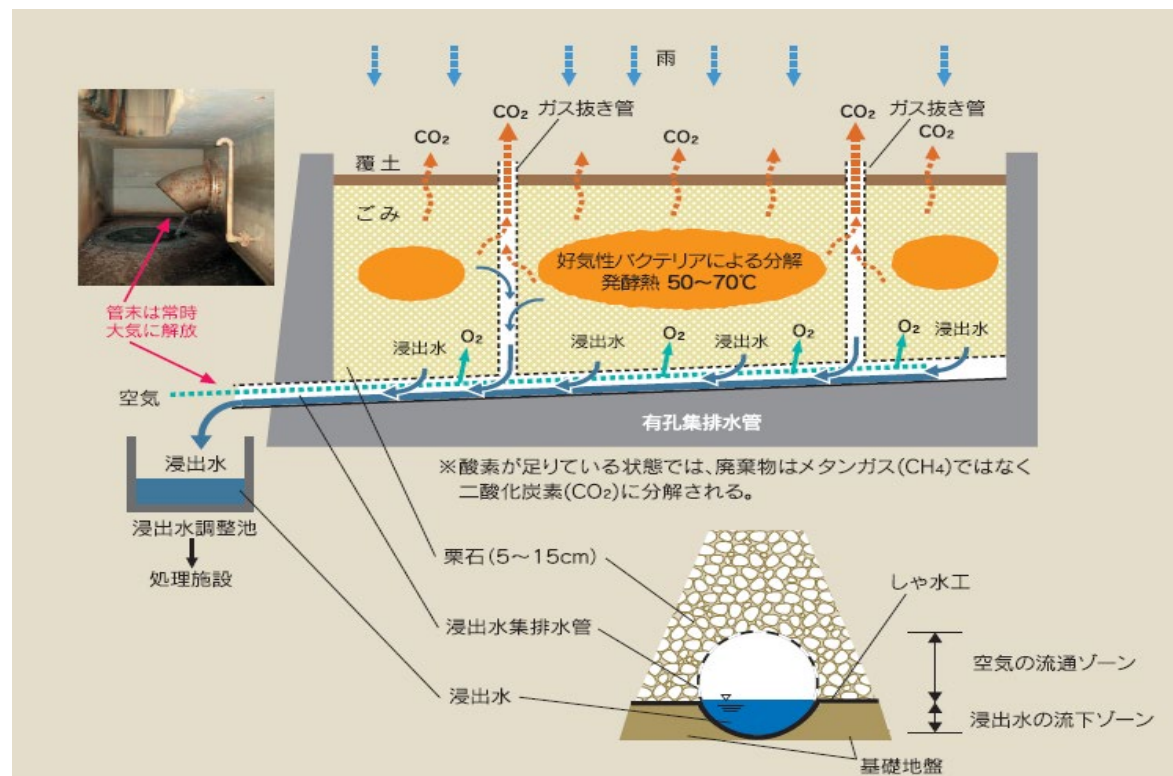 雨
CO₂
ガス抜き管
CO₂
ガス抜き管
CO₂
CO₂
CO₂
覆土
ごみ
好気性バクテリアによる分解
発酵熱 50～70℃
管末は常時
大気に解放
浸出水
O₂
浸出水
O₂
浸出水
O₂
O₂
浸出水
空気
有孔集排水管
浸出水
※酸素が足りている状態では、廃棄物はメタンガス(CH₄)ではなく
二酸化炭素(CO₂)に分解される。
浸出水調整池
処理施設
栗石(5～15cm)
しゃ水工
浸出水集排水管
空気の流通ゾーン
浸出水
浸出水の流下ゾーン
基礎地盤